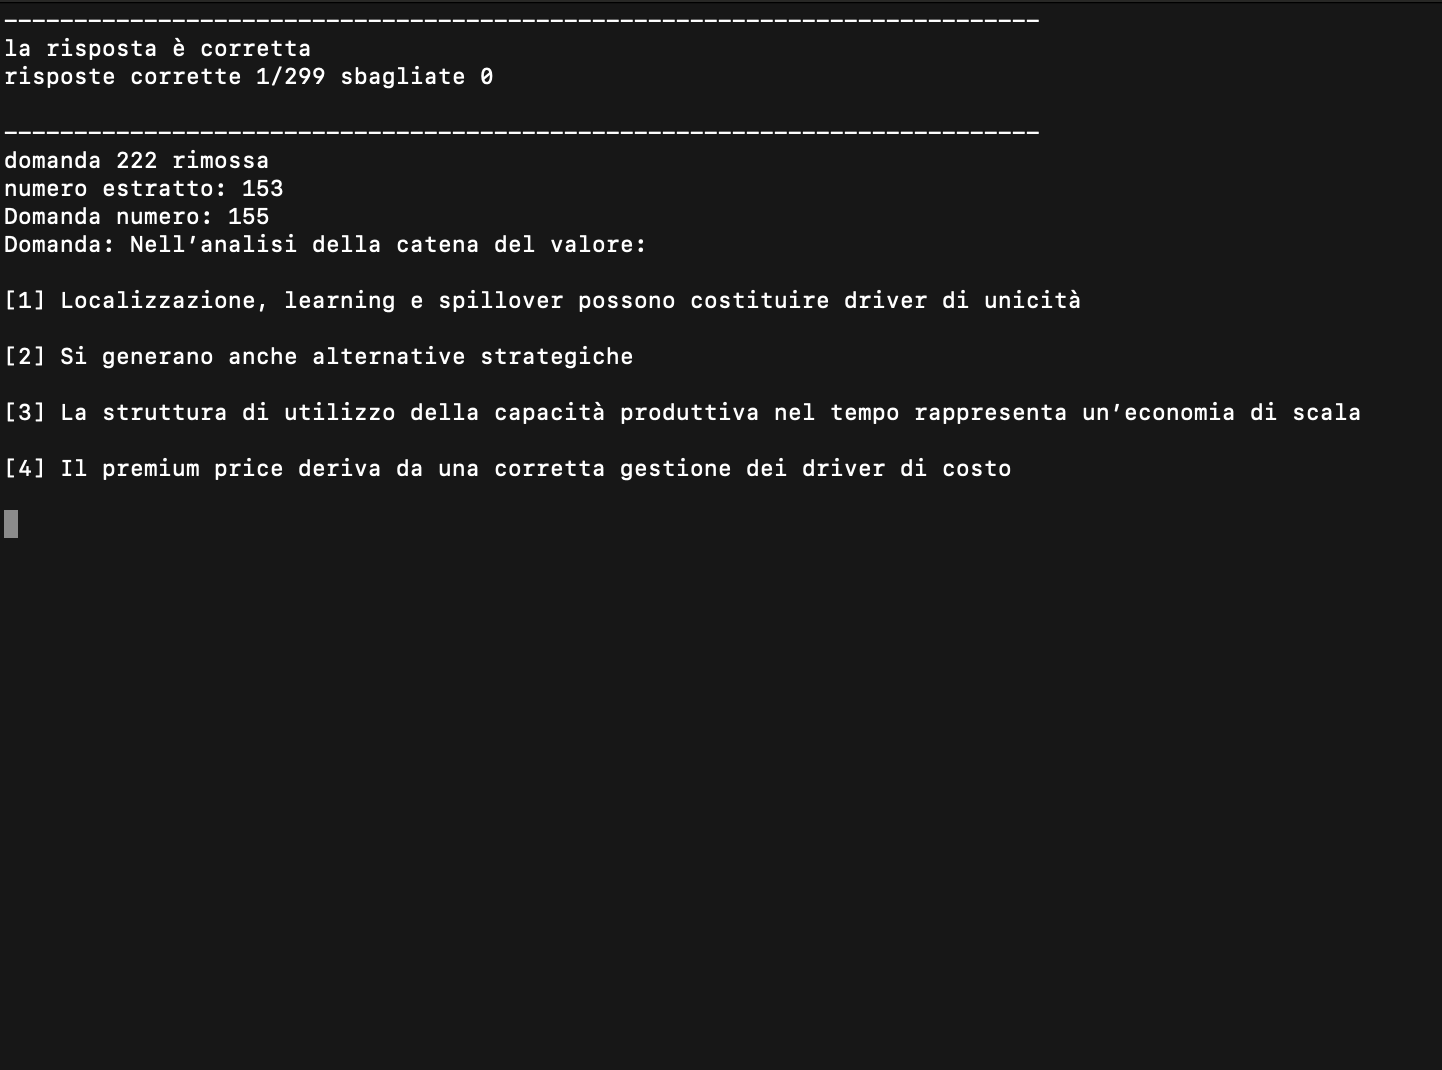 --------------------------------------------------------------------------
la risposta è corretta
risposte corrette 1/299 sbagliate 0
--------------------------------------------------------------------------
domanda 222 rimossa
numero estratto: 153
Domanda numero: 155
Domanda: Nell’analisi della catena del valore:
[1] Localizzazione, learning e spillover possono costituire driver di unicità
[2] Si generano anche alternative strategiche
[3] La struttura di utilizzo della capacità produttiva nel tempo rappresenta un’economia di scala
[4] Il premium price deriva da una corretta gestione dei driver di costo